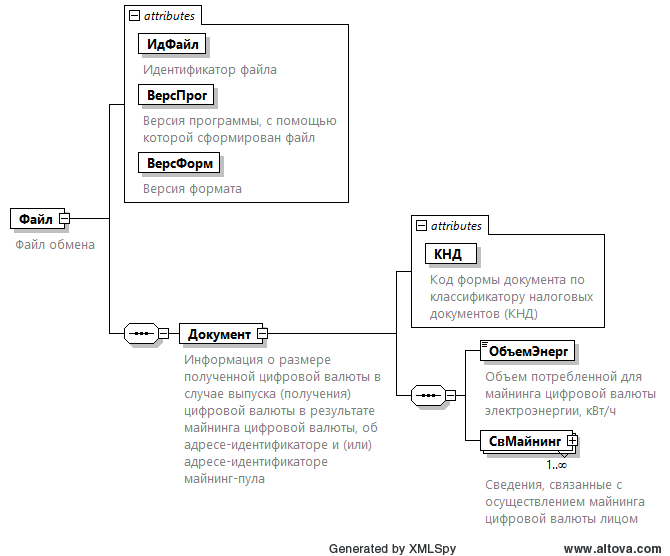 attributes
ИдФайл
Идентификатор файла
ВерсПрог
Версия программы, с помощью
которой сформирован файл
ВерсФорм
Версия формата
Файл
Файл обмена
Документ
Информация о размере
полученной цифровой валюты в
случае выпуска (получения)
цифровой валюты в результате
майнинга цифровой валюты, об
адресе-идентификаторе и (или)
адресе-идентификаторе
майнинг-пула
attributes
КНД
Код формы документа по
классификатору налоговых
документов (КНД)
ОбъемЭнерг
Объем потребленной для
майнинга цифровой валюты
электроэнергии, кВт/ч
СвМайнинг
1..∞
Сведения, связанные с
осуществлением майнинга
цифровой валюты лицом
Generated by XMLSpy
www.altova.com